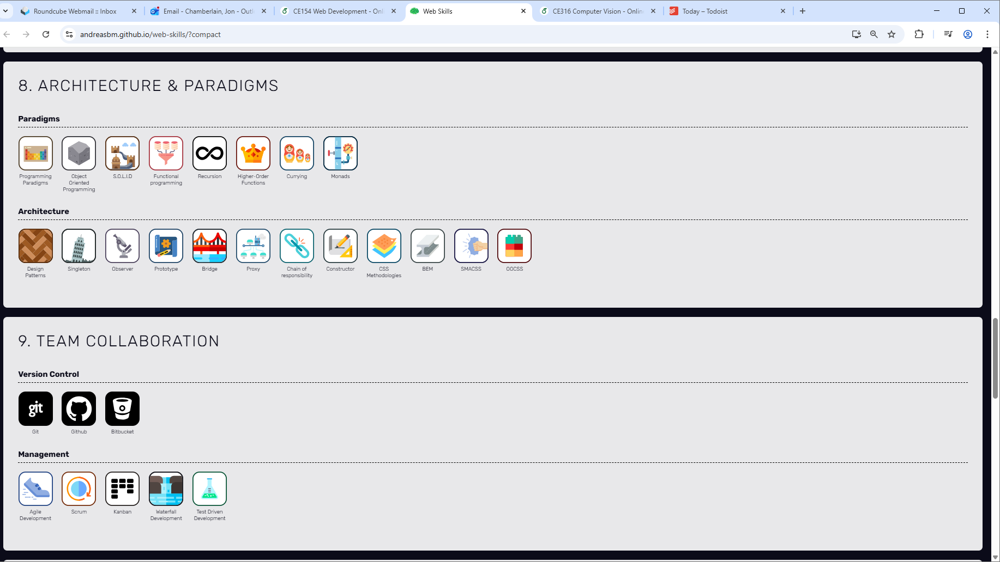 Roundcube Webmail :: Inbox
Email - Chamberlain, Jon - Outl
CE154 Web Development - Onl
Web Skills
CE316 Computer Vision - Onlin
Today – Todoist
andreasbm.github.io/web-skills/?compact
8. ARCHITECTURE & PARADIGMS
Paradigms
Programming
Paradigms
Object
Oriented
Programming
S.O.L.I.D
Functional
programming
Recursion
Higher-Order
Functions
Currying
Monads
Architecture
Design
Patterns
Singleton
Observer
Prototype
Bridge
Proxy
Chain of
responsibility
Constructor
CSS
Methodologies
BEM
SMACSS
OOCSS
9. TEAM COLLABORATION
Version Control
git
Git
Github
Bitbucket
Management
Agile
Development
Scrum
Kanban
Waterfall
Development
Test Driven
Development